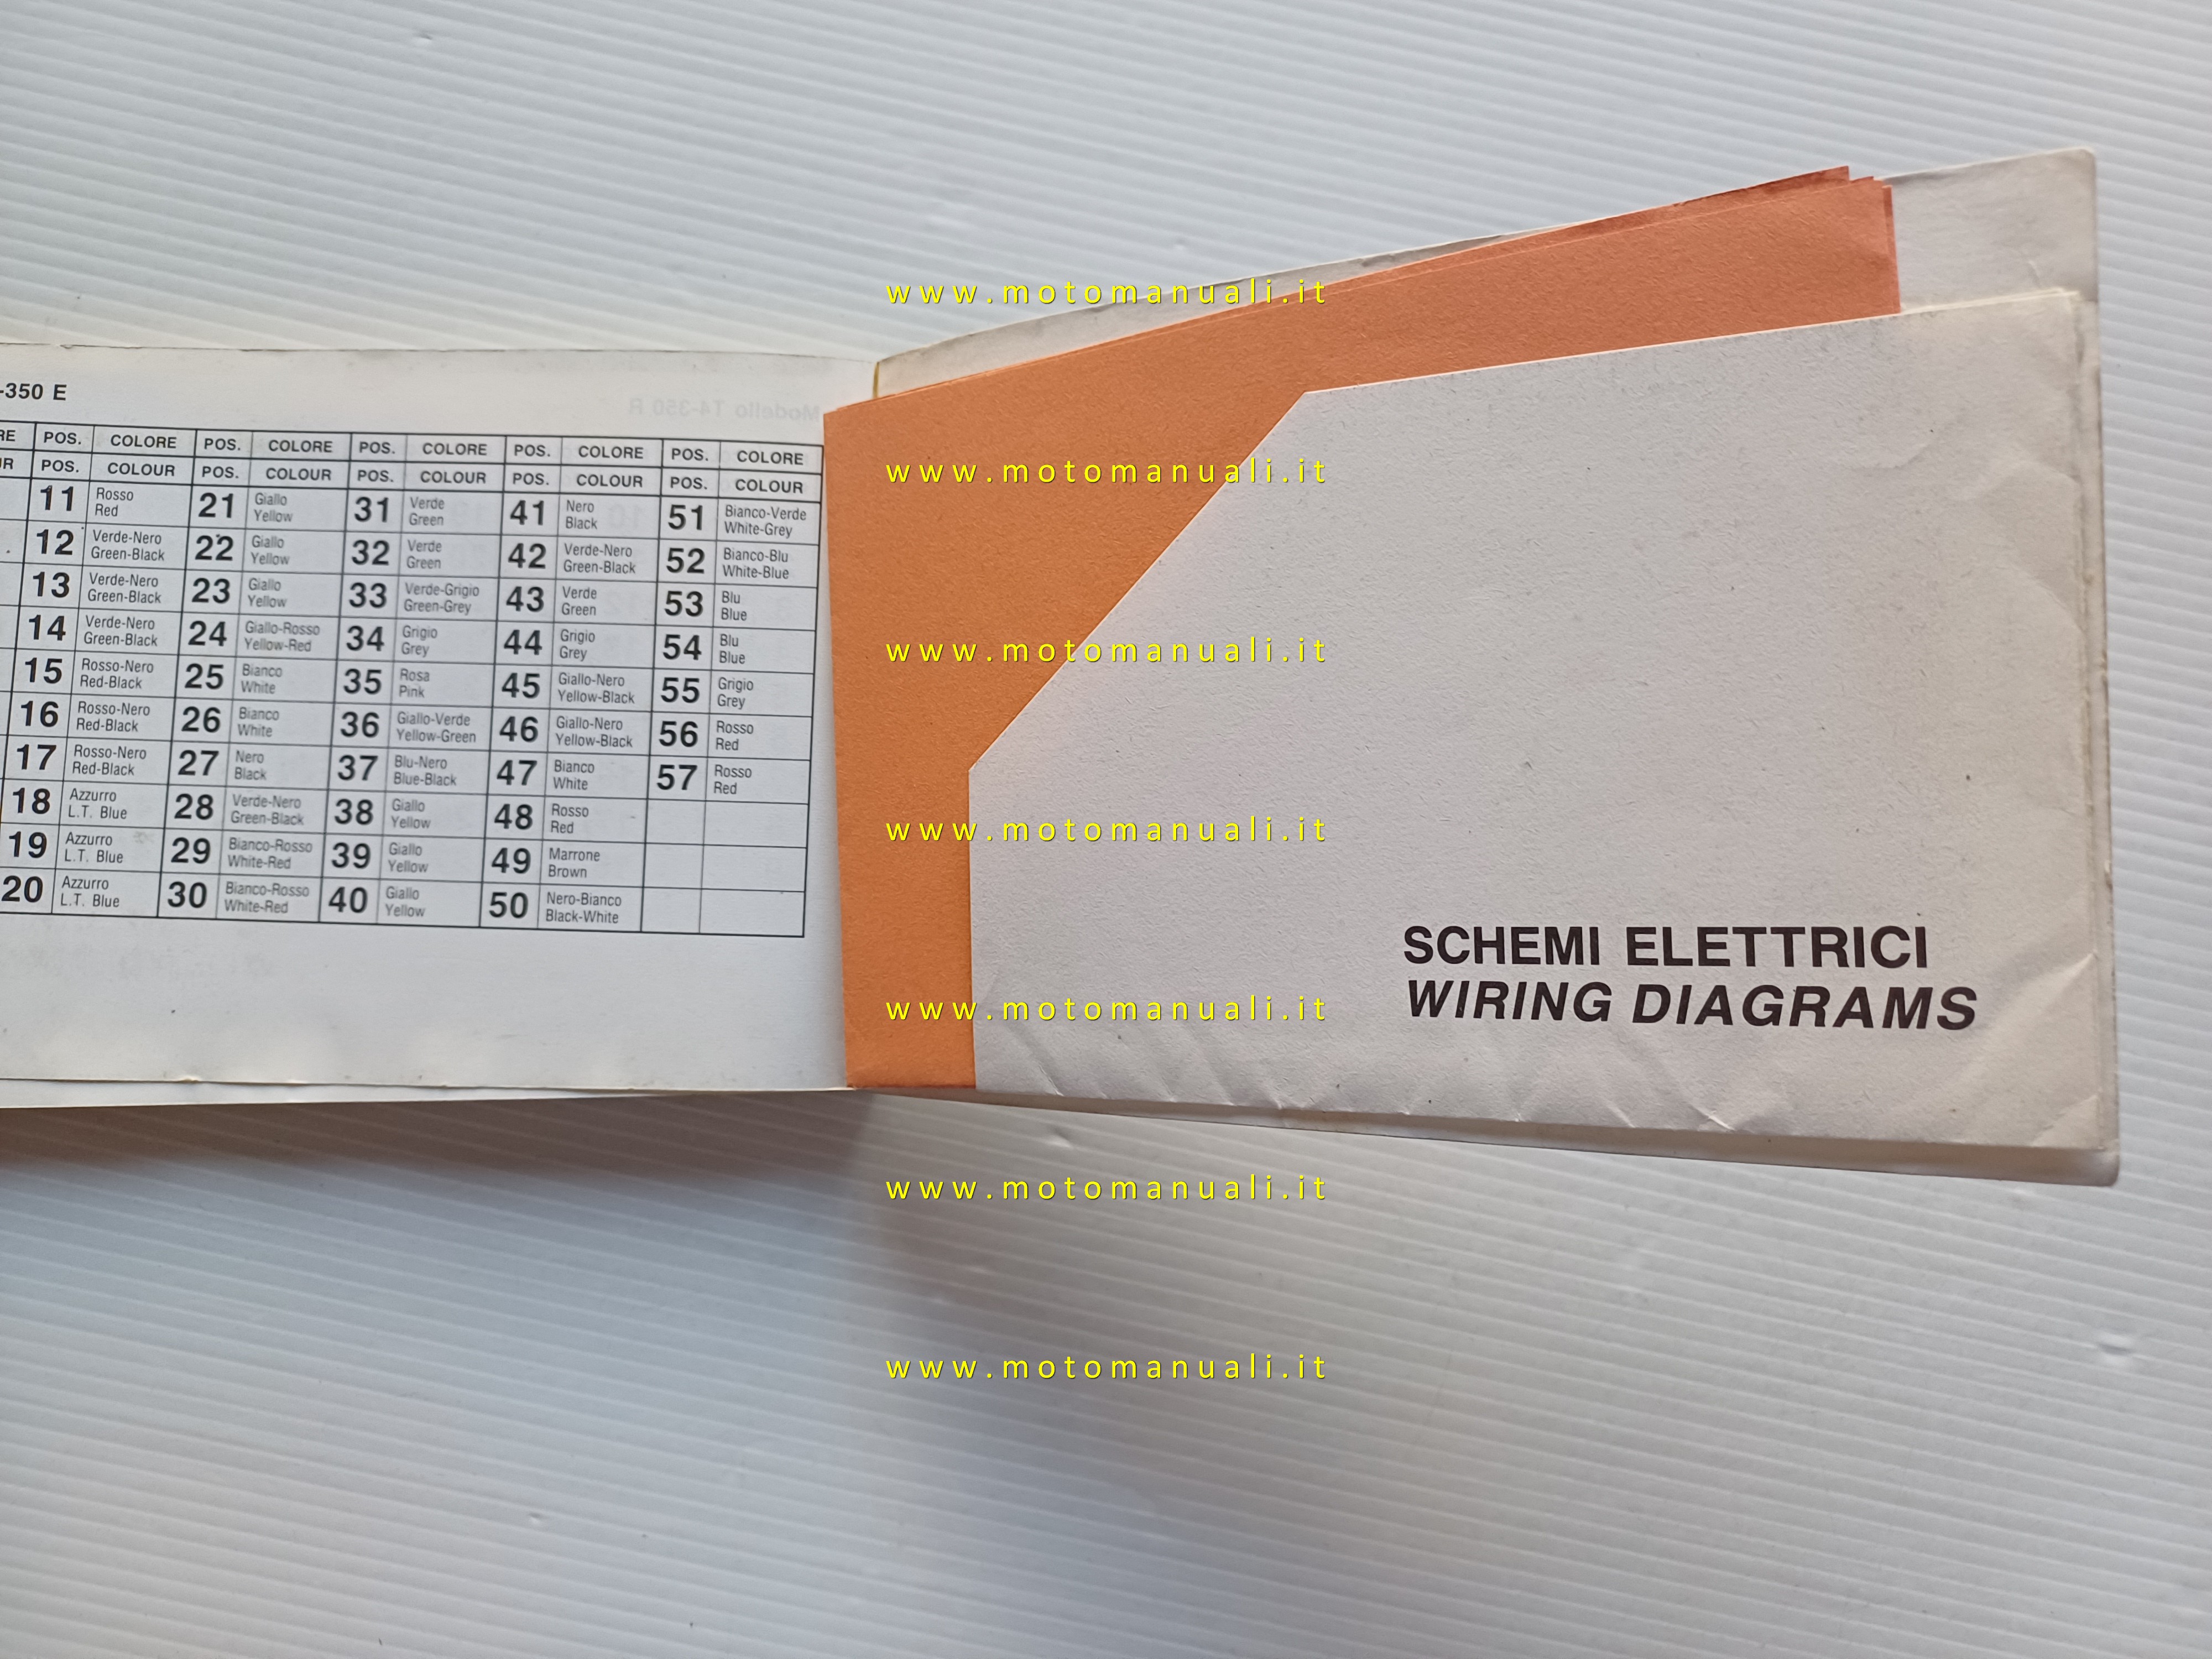 -350 E
Modello T4-350 R
RE POS. COLORE POS. COLORE POS. COLORE POS. COLORE POS. COLORE
R POS. COLOUR POS. COLOUR POS. COLOUR POS. COLOUR POS. COLOUR
11 Rosso 21 Giallo 31 Verde 41 Nero 51 Bianco-Verde
Red Yellow Green Black White-Grey
12 Verde-Nero 22 Giallo 32 Verde 42 Verde-Nero 52 Bianco-Blu
Green-Black Yellow Green Green-Black White-Blue
13 Verde-Nero 23 Giallo 33 Verde-Grigio 43 Verde 53 Blu
Green-Black Yellow Green-Grey Green Blue
14 Verde-Nero 24 Giallo-Rosso 34 Grigio 44 Grigio 54 Blu
Green-Black Yellow-Red Grey Grey Blue
15 Rosso-Nero 25 Bianco 35 Rosa 45 Giallo-Nero 55 Grigio
Red-Black White Pink Yellow-Black Grey
16 Rosso-Nero 26 Bianco 36 Giallo-Verde 46 Giallo-Nero 56 Rosso
Red-Black White Yellow-Green Yellow-Black Red
17 Rosso-Nero 27 Nero 37 Blu-Nero 47 Bianco 57 Rosso
Red-Black Black Blue-Black White Red
18 Azzurro 28 Verde-Nero 38 Giallo 48 Rosso
L.T. Blue Green-Black Yellow Red
19 Azzurro 29 Bianco-Rosso 39 Giallo 49 Marrone
L.T. Blue White-Red Yellow Brown
20 Azzurro 30 Bianco-Rosso 40 Giallo 50 Nero-Bianco
L.T. Blue White-Red Yellow Black-White
SCHEMI ELETTRICI
WIRING DIAGRAMS
www.motomanuali.it
www.motomanuali.it
www.motomanuali.it
www.motomanuali.it
www.motomanuali.it
www.motomanuali.it
www.motomanuali.it